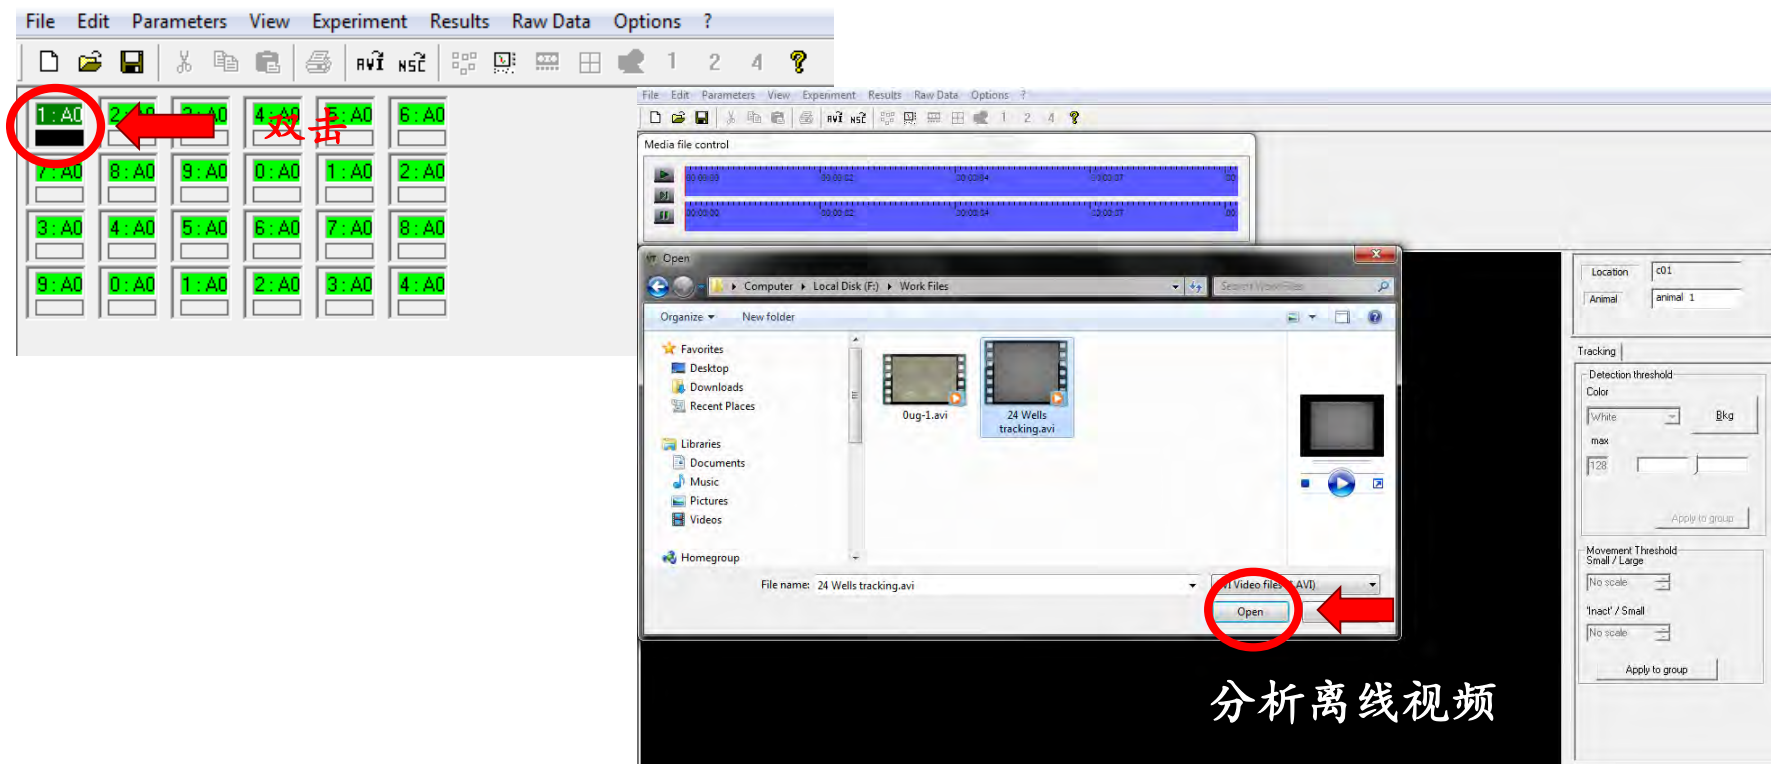 File Edit Parameters View Experiment Results Raw Data Options ?
AVI NSC 1 2 4 ?
1:A0 4:A0 5:A0 6:A0
双击
7:A0 8:A0 9:A0 0:A0 1:A0 2:A0
3:A0 4:A0 5:A0 6:A0 7:A0 8:A0
9:A0 0:A0 1:A0 2:A0 3:A0 4:A0
File Edit Parameters View Experiment Results Raw Data Options ?
AVI NSC 1 2 4 ?
Media file control
Open
Computer Local Disk (F:) Work Files
Organize New folder
Favorites
Desktop
Downloads
Recent Places
Libraries
Documents
Music
Pictures
Videos
Homegroup
0ug-1.avi
24 Wells
tracking.avi
File name: 24 Wells tracking.avi
Open
分析离线视频
Location c01
Animal animal 1
Tracking
Detection threshold
Color
White Bkg
max
128
Apply to group
Movement Threshold
Small / Large
No scale
'Inact' / Small
No scale
Apply to group